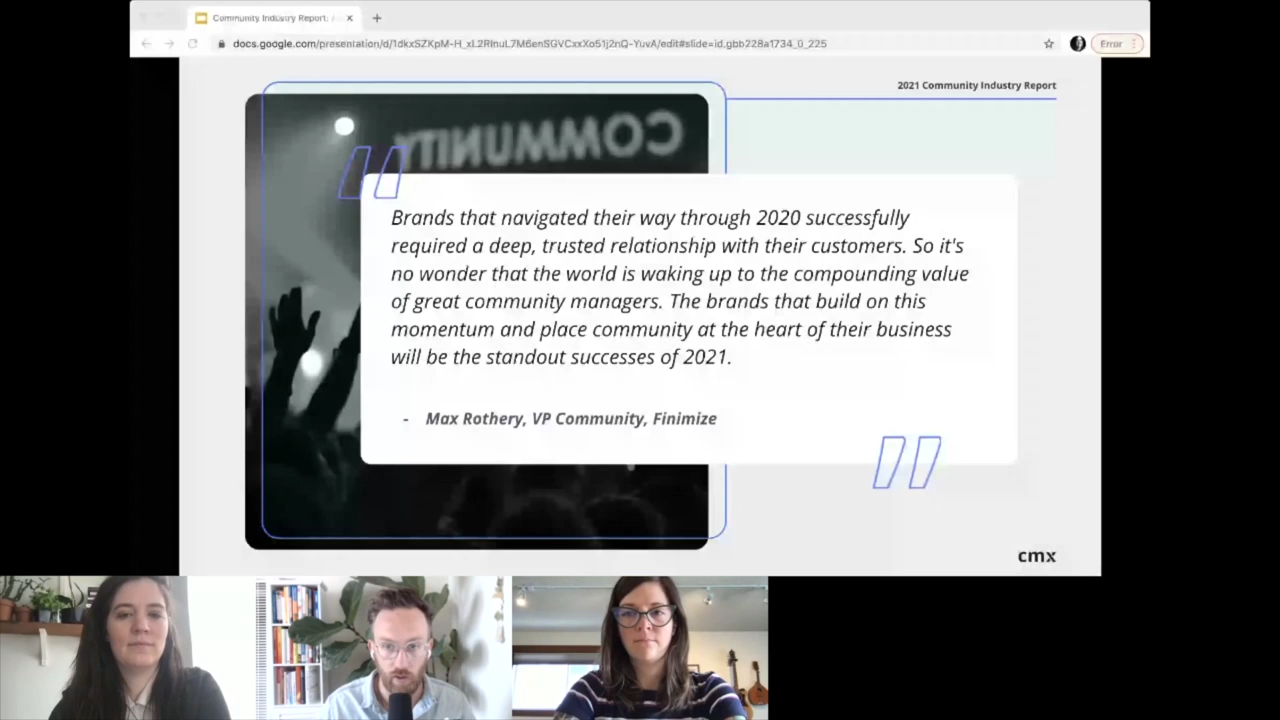 Community Industry Report:
docs.google.com/presentation/d/1dkxSZKpM-H_xL2RlnuL7M6enSGVCxxXo51j2nQ-YuvA/edit#slide=id.gbb228a1734_0_225
Error
2021 Community Industry Report
COMMUNITY
Brands that navigated their way through 2020 successfully
required a deep, trusted relationship with their customers. So it's
no wonder that the world is waking up to the compounding value
of great community managers. The brands that build on this
momentum and place community at the heart of their business
will be the standout successes of 2021.
- Max Rothery, VP Community, Finimize
cmx